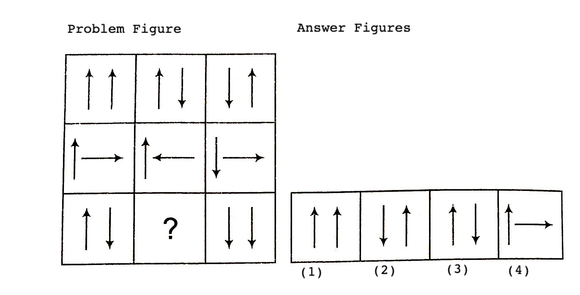 Problem Figure
Answer Figures
?
(1) (2) (3) (4)